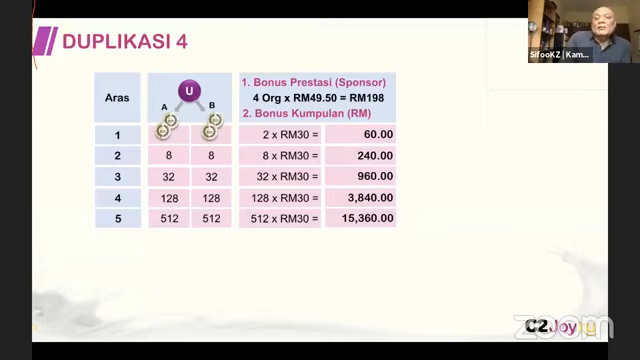 DUPLIKASI 4
SifooKZ | Kam...
Aras
U
A
B
1. Bonus Prestasi (Sponsor)
4 Org x RM49.50 = RM198
2. Bonus Kumpulan (RM)
1 2 x RM30 = 60.00
2 8 8 8 x RM30 = 240.00
3 32 32 32 x RM30 = 960.00
4 128 128 128 x RM30 = 3,840.00
5 512 512 512 x RM30 = 15,360.00
C2Joy
zoom